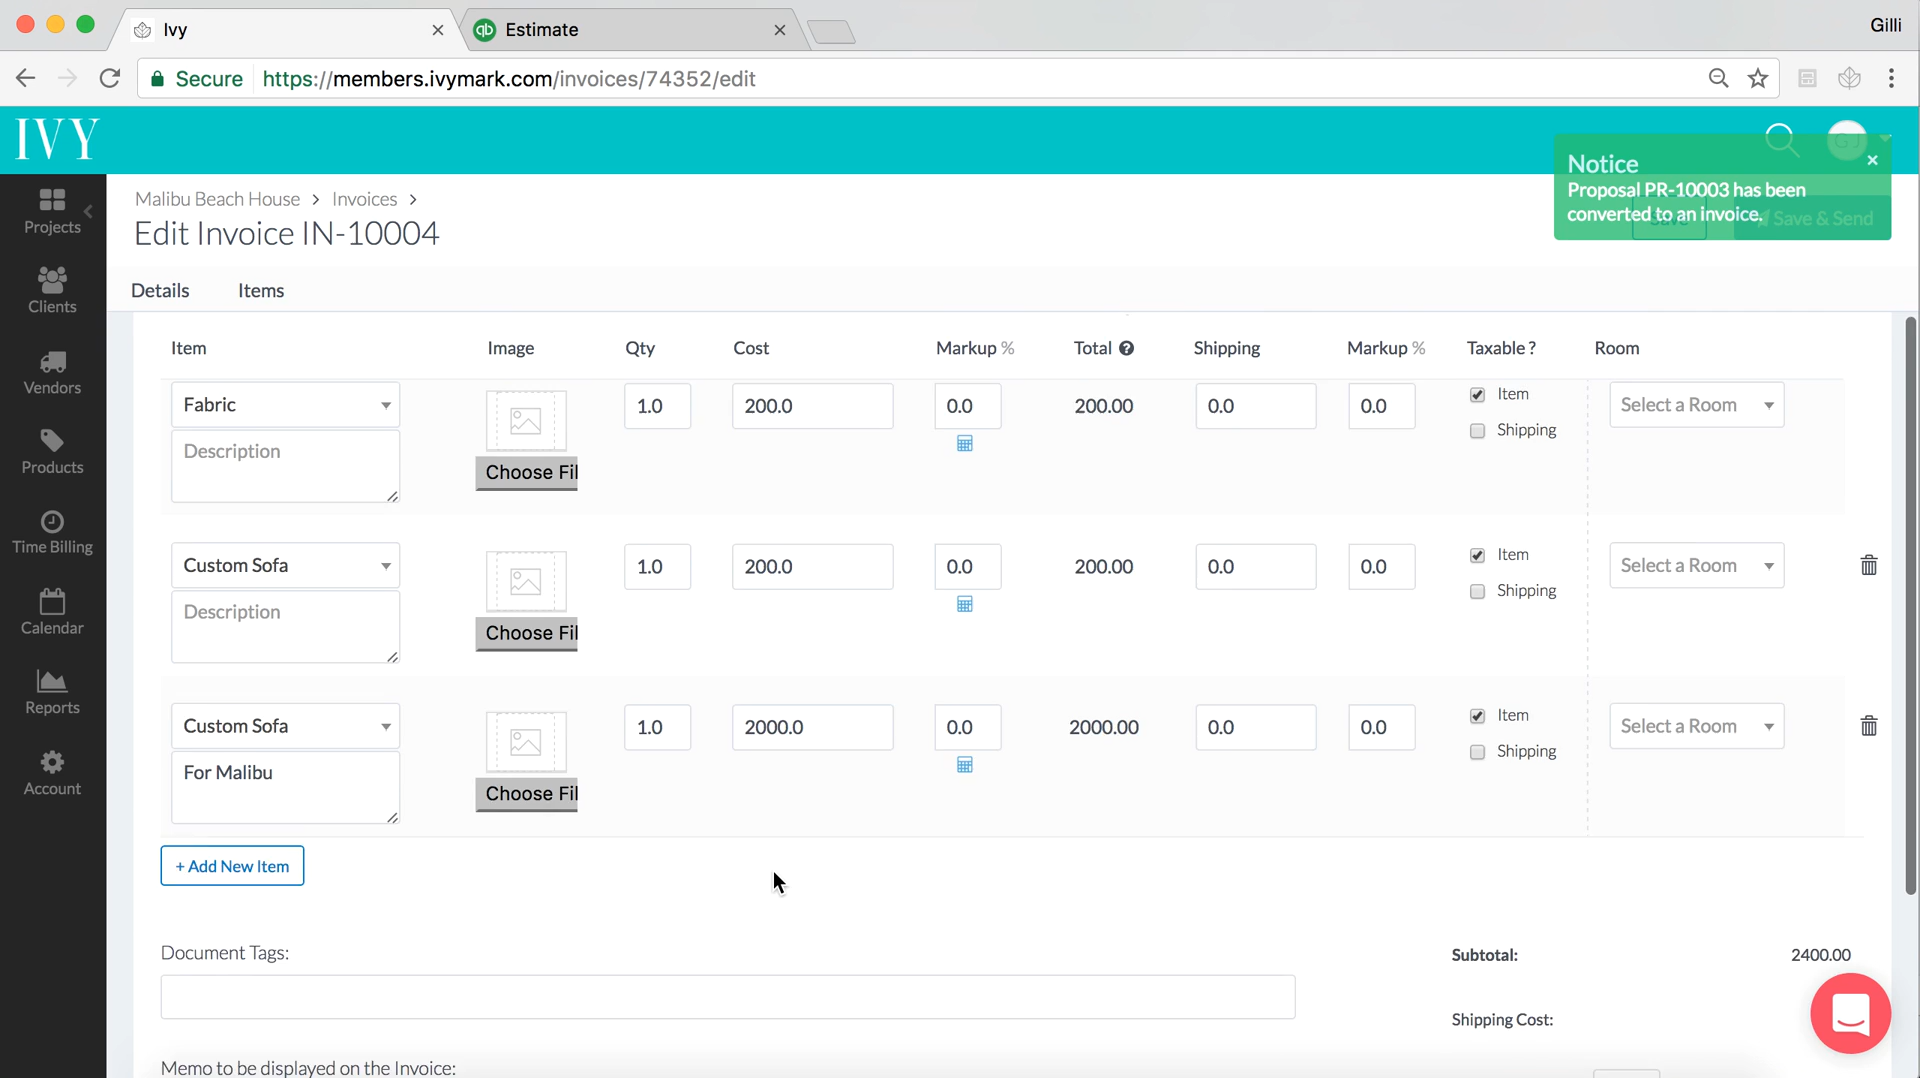 Ivy
Estimate
Gilli
Secure https://members.ivymark.com/invoices/74352/edit
IVY
GJ
Notice
Proposal PR-10003 has been
converted to an invoice.
Save
Save & Send
Projects
Clients
Vendors
Products
Time Billing
Calendar
Reports
Account
Malibu Beach House > Invoices >
Edit Invoice IN-10004
Details Items
Item Image Qty Cost Markup % Total Shipping Markup % Taxable? Room
Fabric 1.0 200.0 0.0 200.00 0.0 0.0 Item Select a Room
Shipping
Description
Choose Fil
Custom Sofa 1.0 200.0 0.0 200.00 0.0 0.0 Item Select a Room
Shipping
Description
Choose Fil
Custom Sofa 1.0 2000.0 0.0 2000.00 0.0 0.0 Item Select a Room
Shipping
For Malibu
Choose Fil
+ Add New Item
Document Tags:
Subtotal: 2400.00
Shipping Cost:
Memo to be displayed on the Invoice: